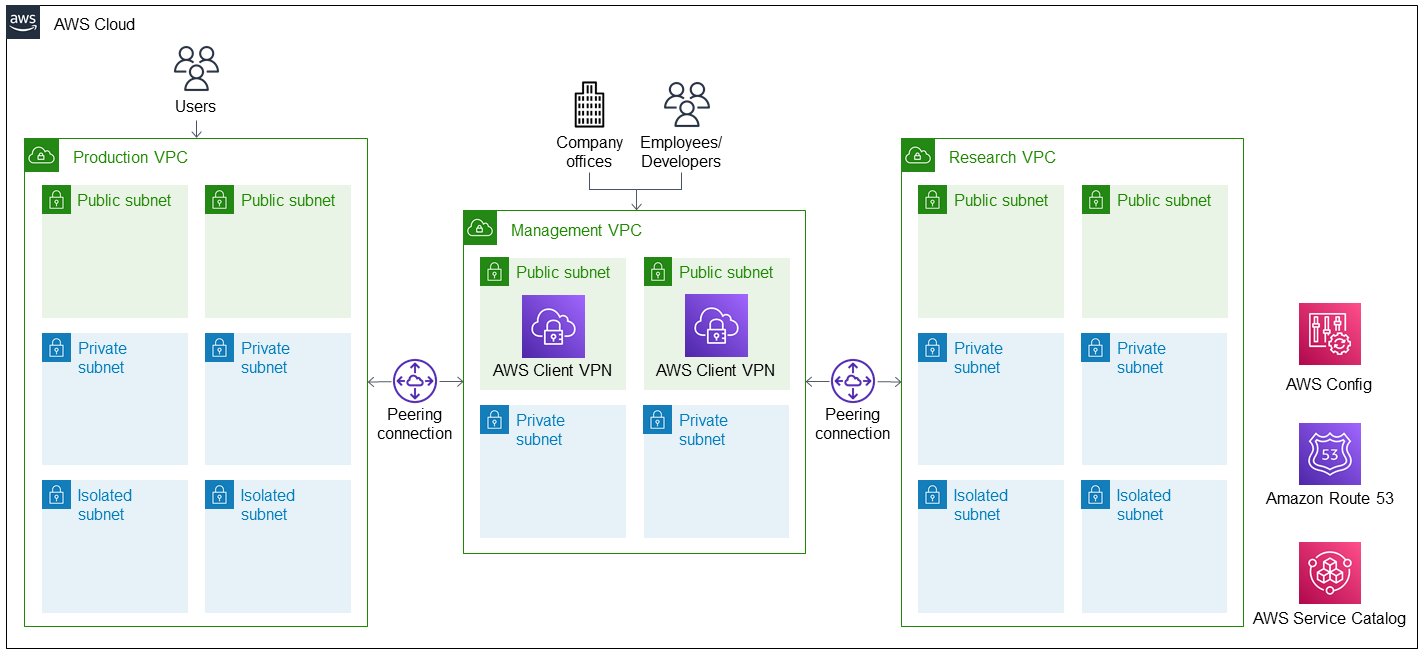 aws
AWS Cloud
Users
Company
offices
Employees/
Developers
Production VPC
Public subnet
Public subnet
Private
subnet
Private
subnet
Isolated
subnet
Isolated
subnet
Peering
connection
Management VPC
Public subnet
AWS Client VPN
Public subnet
AWS Client VPN
Private
subnet
Private
subnet
Peering
connection
Research VPC
Public subnet
Public subnet
Private
subnet
Private
subnet
Isolated
subnet
Isolated
subnet
AWS Config
53
Amazon Route 53
AWS Service Catalog